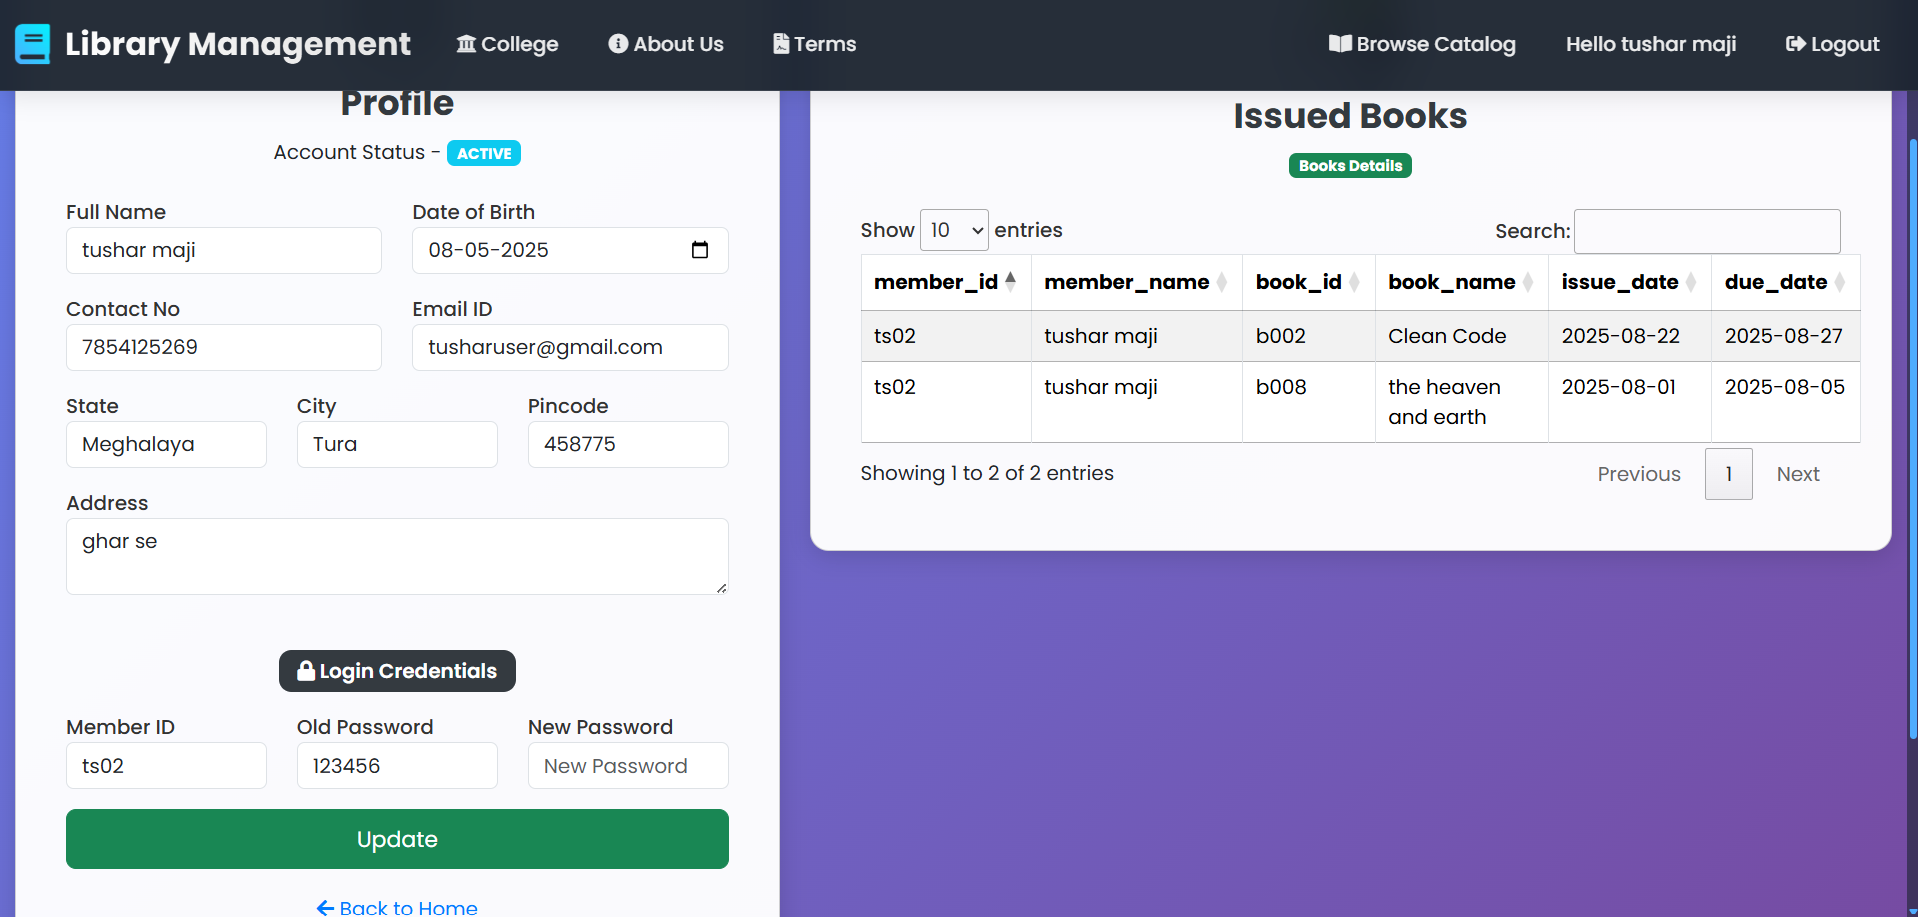 Library Management College About Us Terms Browse Catalog Hello tushar maji Logout
Profile
Account Status - ACTIVE
Full Name Date of Birth
tushar maji 08-05-2025
Contact No Email ID
7854125269 tusharuser@gmail.com
State City Pincode
Meghalaya Tura 458775
Address
ghar se
Login Credentials
Member ID Old Password New Password
ts02 123456 New Password
Update
Back to Home
Issued Books
Books Details
Show 10 entries Search:
member_id member_name book_id book_name issue_date due_date
ts02 tushar maji b002 Clean Code 2025-08-22 2025-08-27
ts02 tushar maji b008 the heaven 2025-08-01 2025-08-05
and earth
Showing 1 to 2 of 2 entries Previous 1 Next